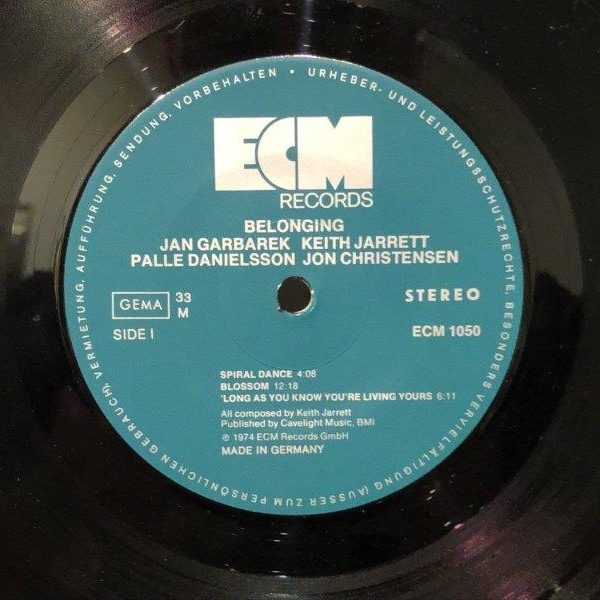 URHEBER- UND LEISTUNGSSCHUTZRECHTE, BESONDERS VERVIELFÄLTIGUNG (AUSSER ZUM PERSÖNLICHEN GEBRAUCH), VERMIETUNG, AUFFÜHRUNG, SENDUNG, VORBEHALTEN •
ECM
RECORDS
BELONGING
JAN GARBAREK KEITH JARRETT
PALLE DANIELSSON JON CHRISTENSEN
GEMA 33 M STEREO
SIDE I ECM 1050
SPIRAL DANCE 4:08
BLOSSOM 12:18
'LONG AS YOU KNOW YOU'RE LIVING YOURS 6:11
All composed by Keith Jarrett
Published by Cavelight Music, BMI
℗ 1974 ECM Records GmbH
MADE IN GERMANY